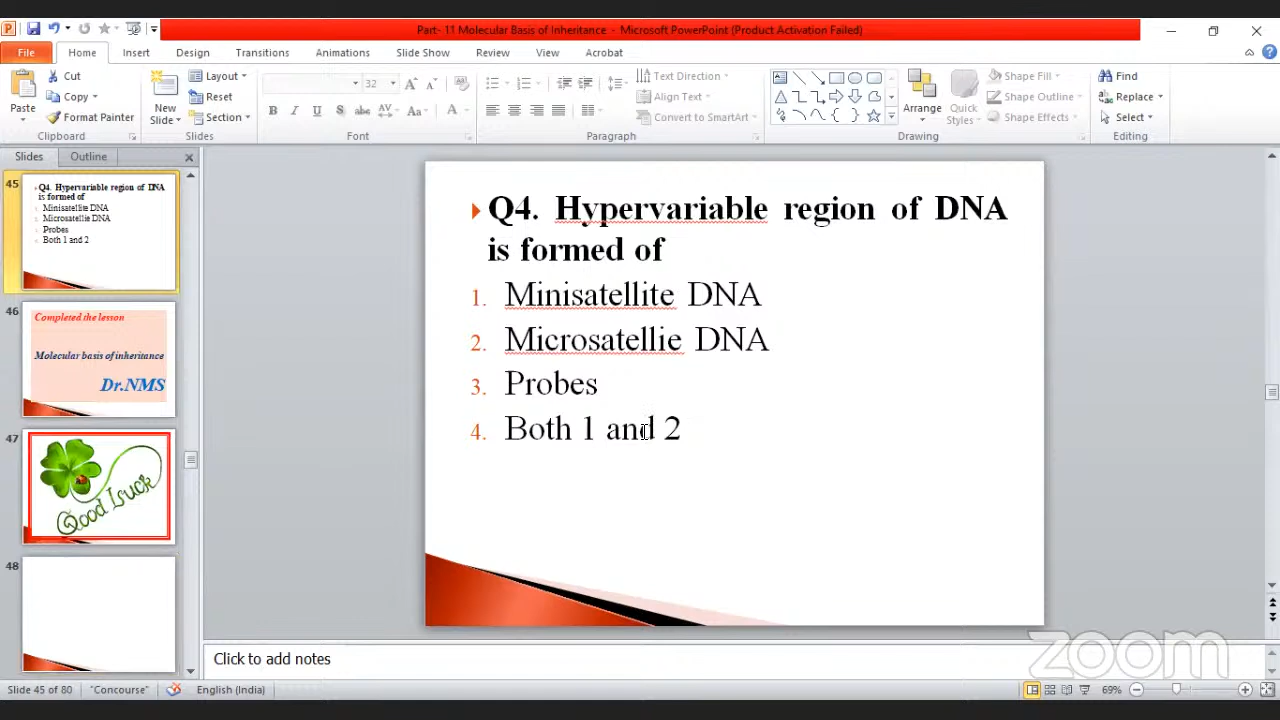 Part- 11 Molecular Basis of Inheritance - Microsoft PowerPoint (Product Activation Failed)
File Home Insert Design Transitions Animations Slide Show Review View Acrobat
Cut
Copy
Format Painter
Paste
Clipboard
New Slide
Layout
Reset
Section
Slides
32
Font
Paragraph
Text Direction
Align Text
Convert to SmartArt
Arrange
Quick Styles
Shape Fill
Shape Outline
Shape Effects
Drawing
Find
Replace
Select
Editing
Slides Outline
45
Q4. Hypervariable region of DNA
is formed of
Minisatellite DNA
Microsatellie DNA
Probes
Both 1 and 2
46
Completed the lesson
Molecular basis of inheritance
Dr.NMS
47
Good Luck
48
Q4. Hypervariable region of DNA
is formed of
1. Minisatellite DNA
2. Microsatellie DNA
3. Probes
4. Both 1 and 2
zoom
Click to add notes
Slide 45 of 80 "Concourse" English (India) 69%